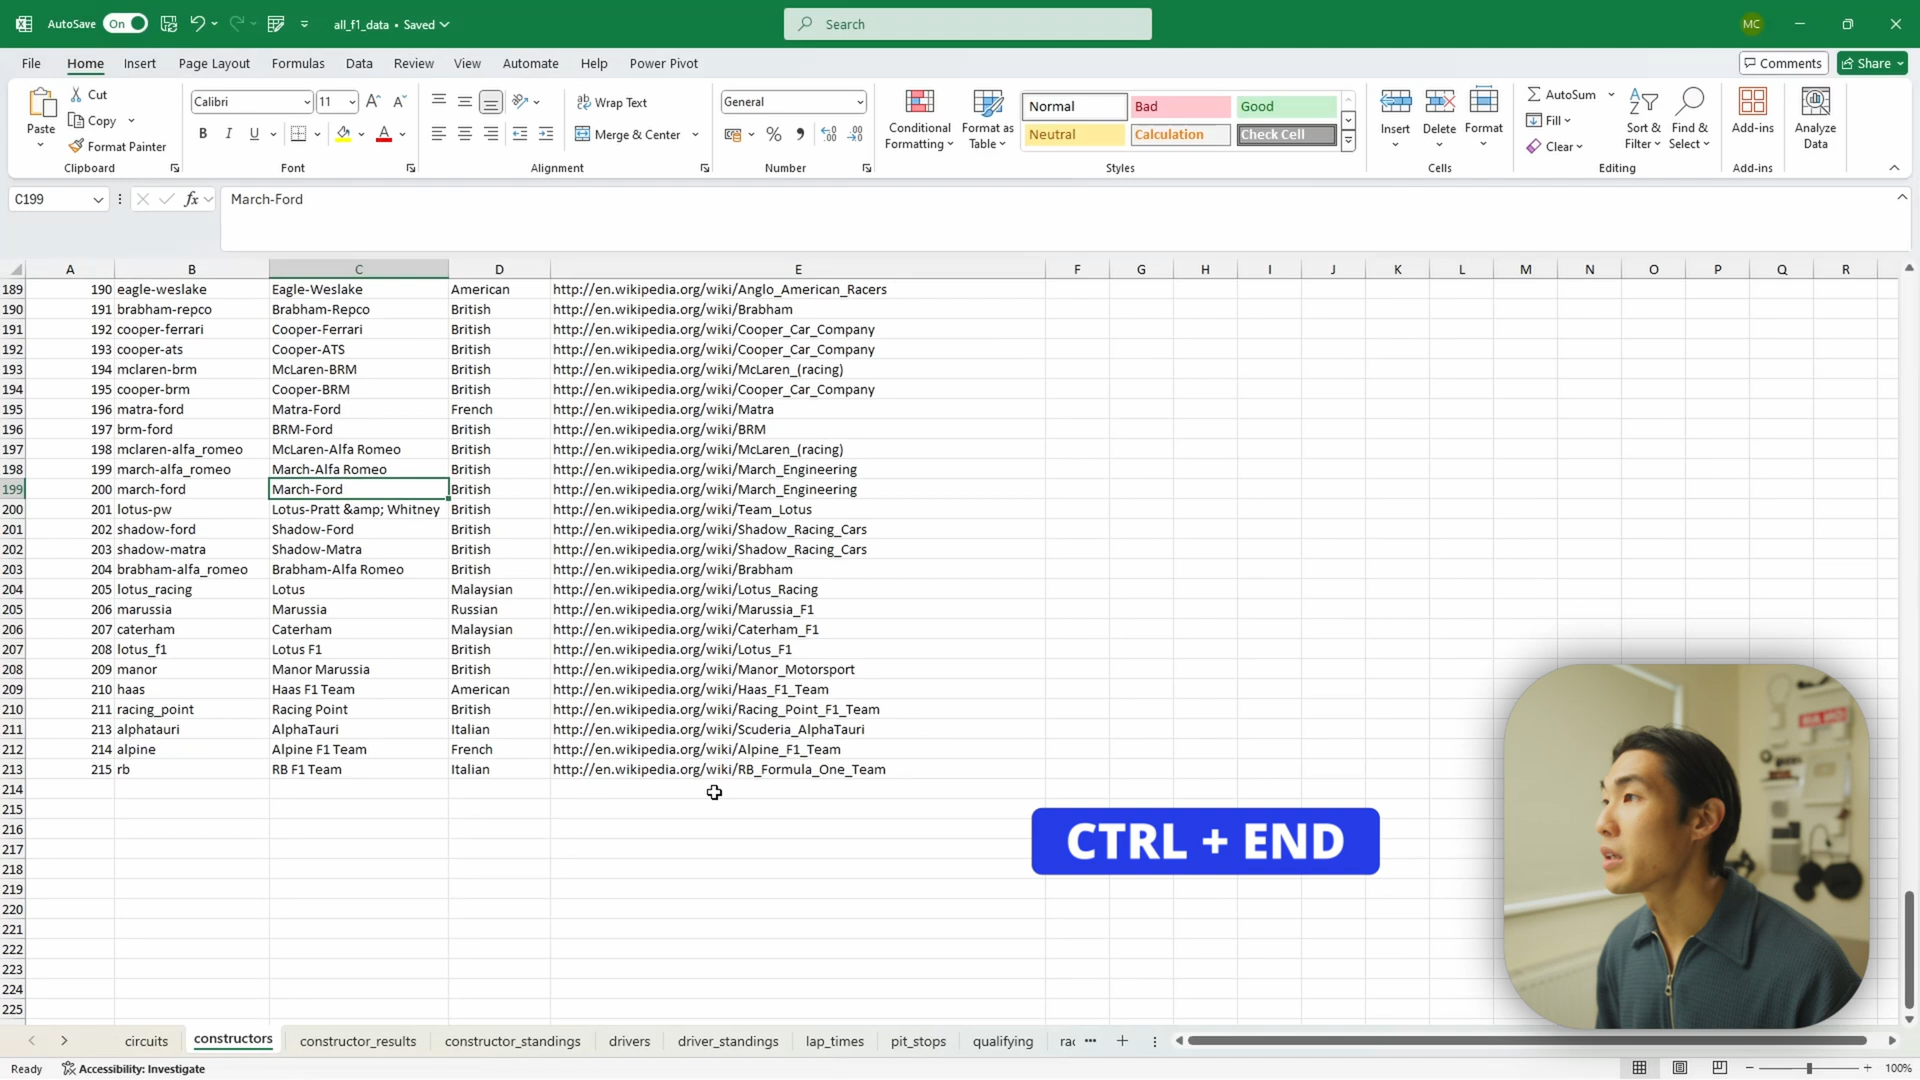 AutoSave On all_f1_data • Saved Search MC
File Home Insert Page Layout Formulas Data Review View Automate Help Power Pivot Comments Share
Paste Cut Copy Format Painter Clipboard
Calibri 11 B I U A Font
Wrap Text Merge & Center Alignment
General % Number
Conditional Formatting Format as Table
Normal Bad Good
Neutral Calculation Check Cell
Styles
Insert Delete Format Cells
AutoSum Fill Clear Sort & Filter Find & Select Editing
Add-ins Add-ins
Analyze Data
C199 fx March-Ford
A B C D E F G H I J K L M N O P Q R
189 190 eagle-weslake Eagle-Weslake American http://en.wikipedia.org/wiki/Anglo_American_Racers
190 191 brabham-repco Brabham-Repco British http://en.wikipedia.org/wiki/Brabham
191 192 cooper-ferrari Cooper-Ferrari British http://en.wikipedia.org/wiki/Cooper_Car_Company
192 193 cooper-ats Cooper-ATS British http://en.wikipedia.org/wiki/Cooper_Car_Company
193 194 mclaren-brm McLaren-BRM British http://en.wikipedia.org/wiki/McLaren_(racing)
194 195 cooper-brm Cooper-BRM British http://en.wikipedia.org/wiki/Cooper_Car_Company
195 196 matra-ford Matra-Ford French http://en.wikipedia.org/wiki/Matra
196 197 brm-ford BRM-Ford British http://en.wikipedia.org/wiki/BRM
197 198 mclaren-alfa_romeo McLaren-Alfa Romeo British http://en.wikipedia.org/wiki/McLaren_(racing)
198 199 march-alfa_romeo March-Alfa Romeo British http://en.wikipedia.org/wiki/March_Engineering
199 200 march-ford March-Ford British http://en.wikipedia.org/wiki/March_Engineering
200 201 lotus-pw Lotus-Pratt &amp; Whitney British http://en.wikipedia.org/wiki/Team_Lotus
201 202 shadow-ford Shadow-Ford British http://en.wikipedia.org/wiki/Shadow_Racing_Cars
202 203 shadow-matra Shadow-Matra British http://en.wikipedia.org/wiki/Shadow_Racing_Cars
203 204 brabham-alfa_romeo Brabham-Alfa Romeo British http://en.wikipedia.org/wiki/Brabham
204 205 lotus_racing Lotus Malaysian http://en.wikipedia.org/wiki/Lotus_Racing
205 206 marussia Marussia Russian http://en.wikipedia.org/wiki/Marussia_F1
206 207 caterham Caterham Malaysian http://en.wikipedia.org/wiki/Caterham_F1
207 208 lotus_f1 Lotus F1 British http://en.wikipedia.org/wiki/Lotus_F1
208 209 manor Manor Marussia British http://en.wikipedia.org/wiki/Manor_Motorsport
209 210 haas Haas F1 Team American http://en.wikipedia.org/wiki/Haas_F1_Team
210 211 racing_point Racing Point British http://en.wikipedia.org/wiki/Racing_Point_F1_Team
211 213 alphatauri AlphaTauri Italian http://en.wikipedia.org/wiki/Scuderia_AlphaTauri
212 214 alpine Alpine F1 Team French http://en.wikipedia.org/wiki/Alpine_F1_Team
213 215 rb RB F1 Team Italian http://en.wikipedia.org/wiki/RB_Formula_One_Team
214
215
216
217
218
219
220
221
222
223
224
225
CTRL + END
circuits constructors constructor_results constructor_standings drivers driver_standings lap_times pit_stops qualifying rac ••• +
Ready Accessibility: Investigate 100%